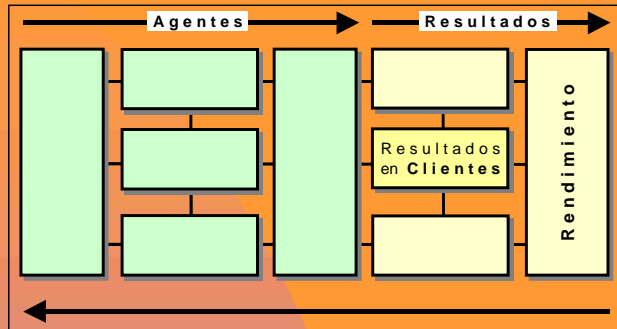 Agentes
Resultados
Resultados
en Clientes
Rendimiento